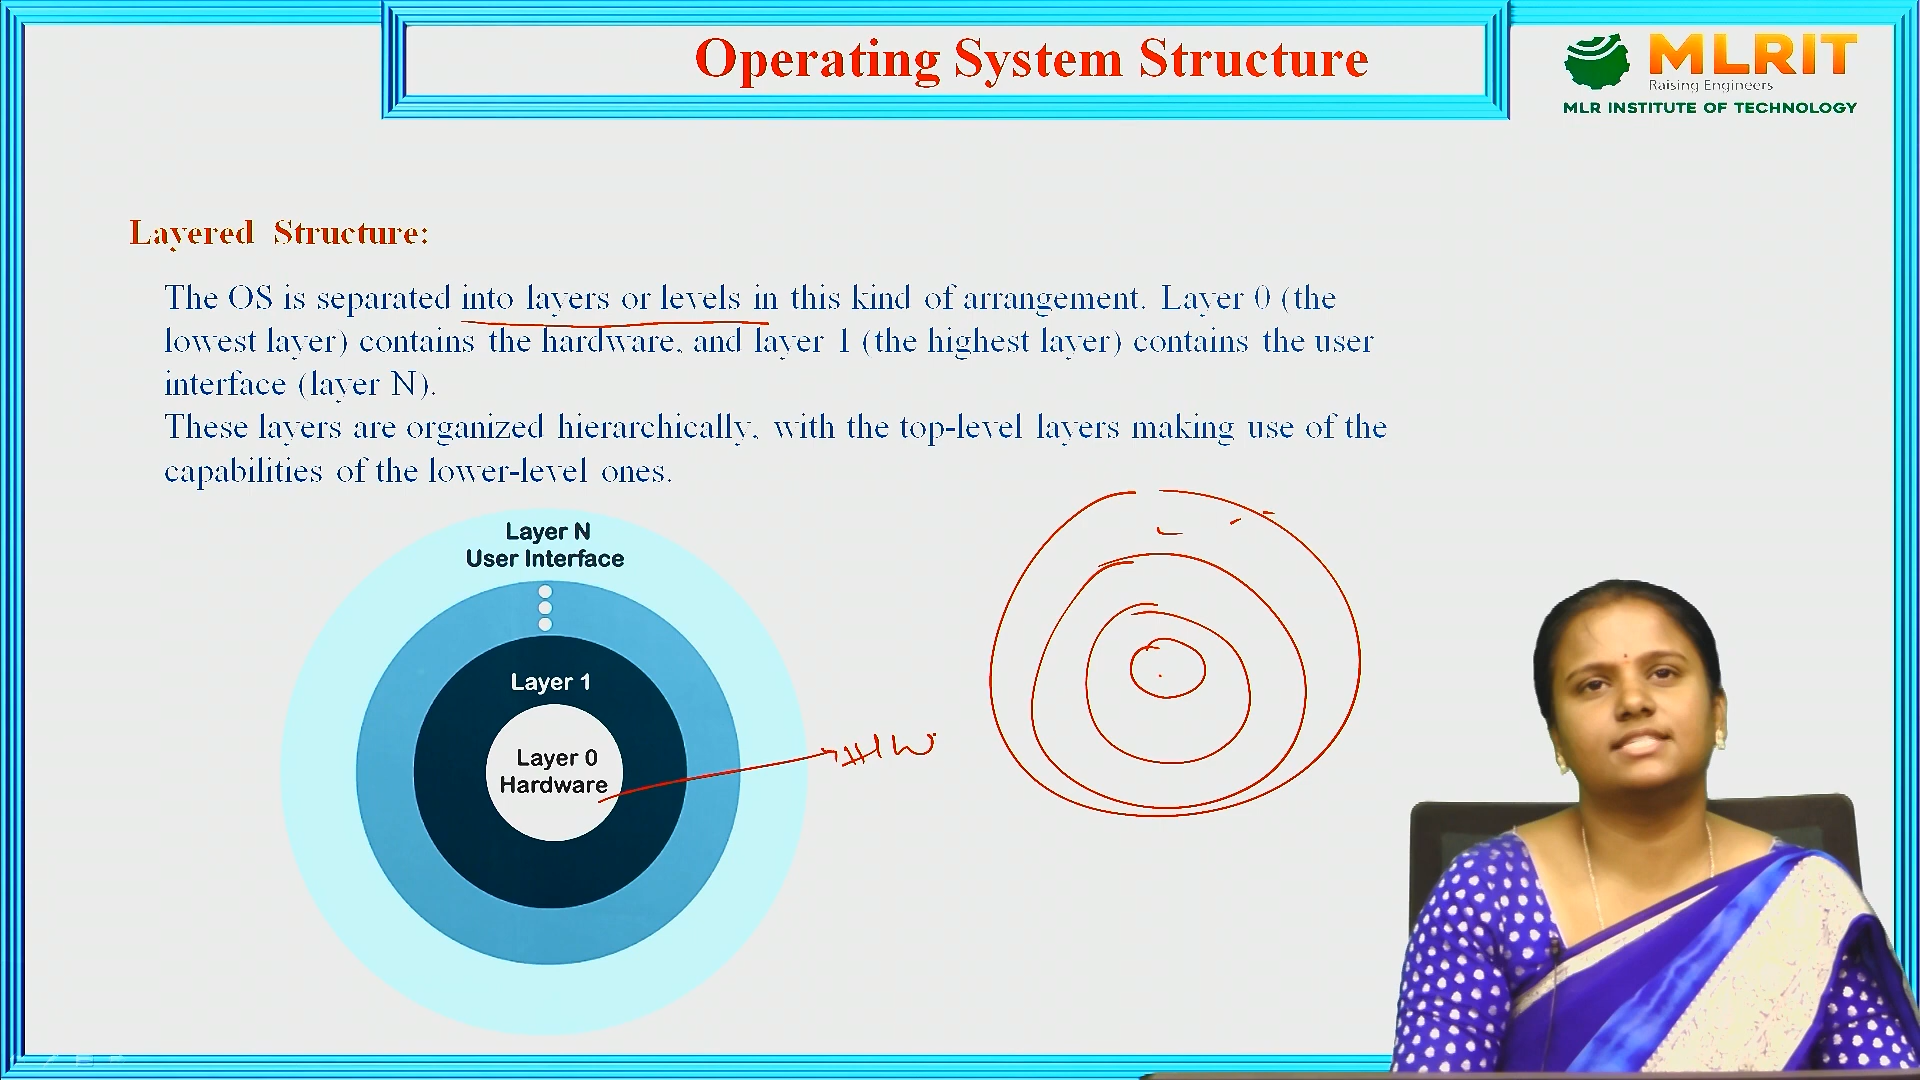 Operating System Structure
MLRIT
Raising Engineers
MLR INSTITUTE OF TECHNOLOGY
Layered Structure:
The OS is separated into layers or levels in this kind of arrangement. Layer 0 (the
lowest layer) contains the hardware, and layer 1 (the highest layer) contains the user
interface (layer N).
These layers are organized hierarchically, with the top-level layers making use of the
capabilities of the lower-level ones.
Layer N
User Interface
Layer 1
Layer 0
Hardware
HW